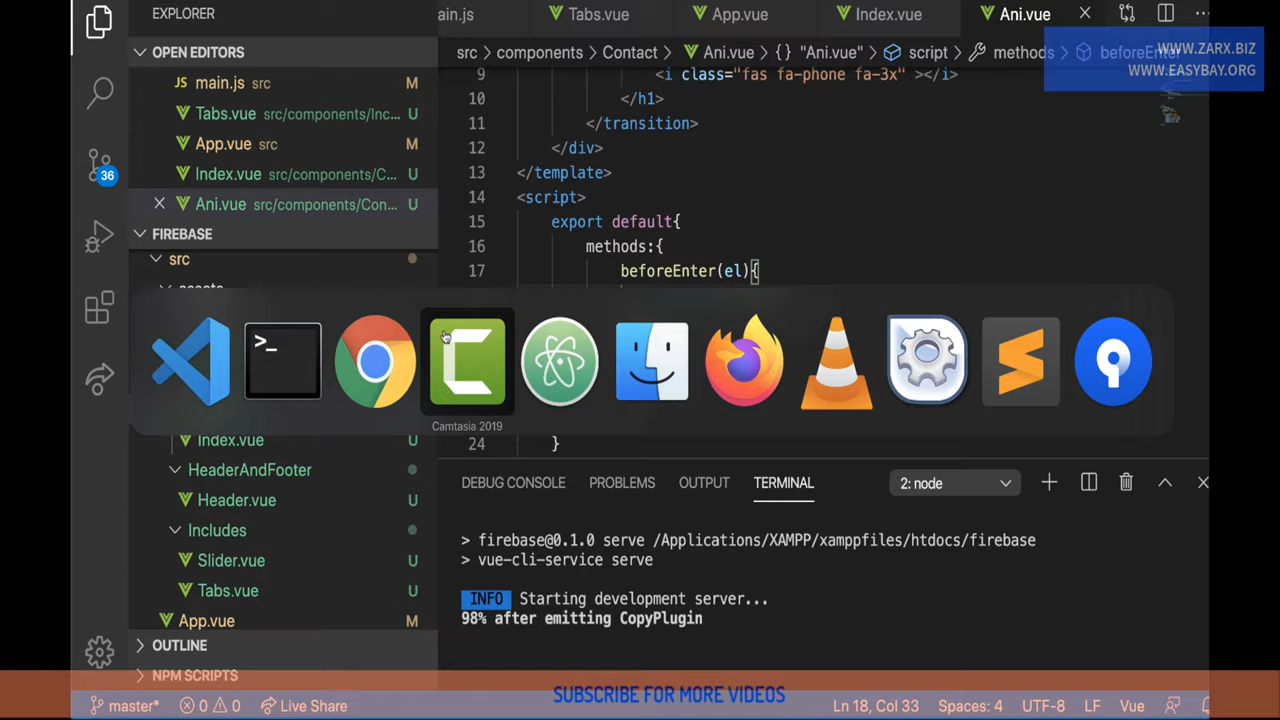 EXPLORER
OPEN EDITORS
main.js src M
Tabs.vue src/components/Inc... U
App.vue src M
Index.vue src/components/C... U
Ani.vue src/components/Con... U
FIREBASE
src
36
Index.vue U
HeaderAndFooter
Header.vue U
Includes
Slider.vue U
Tabs.vue U
App.vue M
OUTLINE
NPM SCRIPTS
ain.js Tabs.vue App.vue Index.vue Ani.vue
src > components > Contact > Ani.vue > {} "Ani.vue" > script > methods > beforeEnter
WWW.ZARX.BIZ
WWW.EASYBAY.ORG
9 <i class="fas fa-phone fa-3x" ></i>
10 </h1>
11 </transition>
12 </div>
13 </template>
14 <script>
15 export default{
16 methods:{
17 beforeEnter(el){
>_
Camtasia 2019
24 }
DEBUG CONSOLE PROBLEMS OUTPUT TERMINAL 2: node
> firebase@0.1.0 serve /Applications/XAMPP/xamppfiles/htdocs/firebase
> vue-cli-service serve
INFO Starting development server...
98% after emitting CopyPlugin
SUBSCRIBE FOR MORE VIDEOS
master* 0 0 Live Share Ln 18, Col 33 Spaces: 4 UTF-8 LF Vue